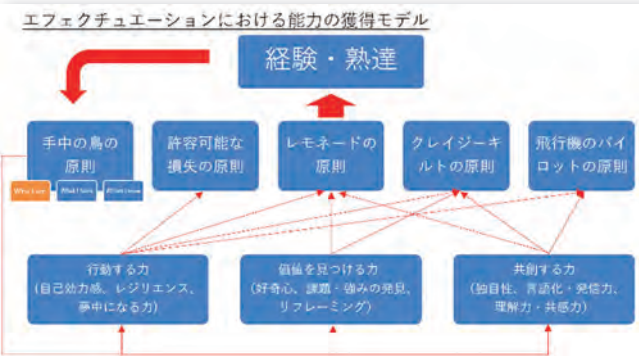 エフェクチュエーションにおける能力の獲得モデル
経験・熟達
手中の鳥の
原則
許容可能な
損失の原則
レモネードの
原則
クレイジーキ
ルトの原則
飛行機のパイ
ロットの原則
行動する力
(自己効力感、レジリエンス、
夢中になる力)
価値を見つける力
(好奇心、課題・強みの発見、
リフレーミング)
共創する力
(独自性、言語化・発信力、
理解力・共感力)